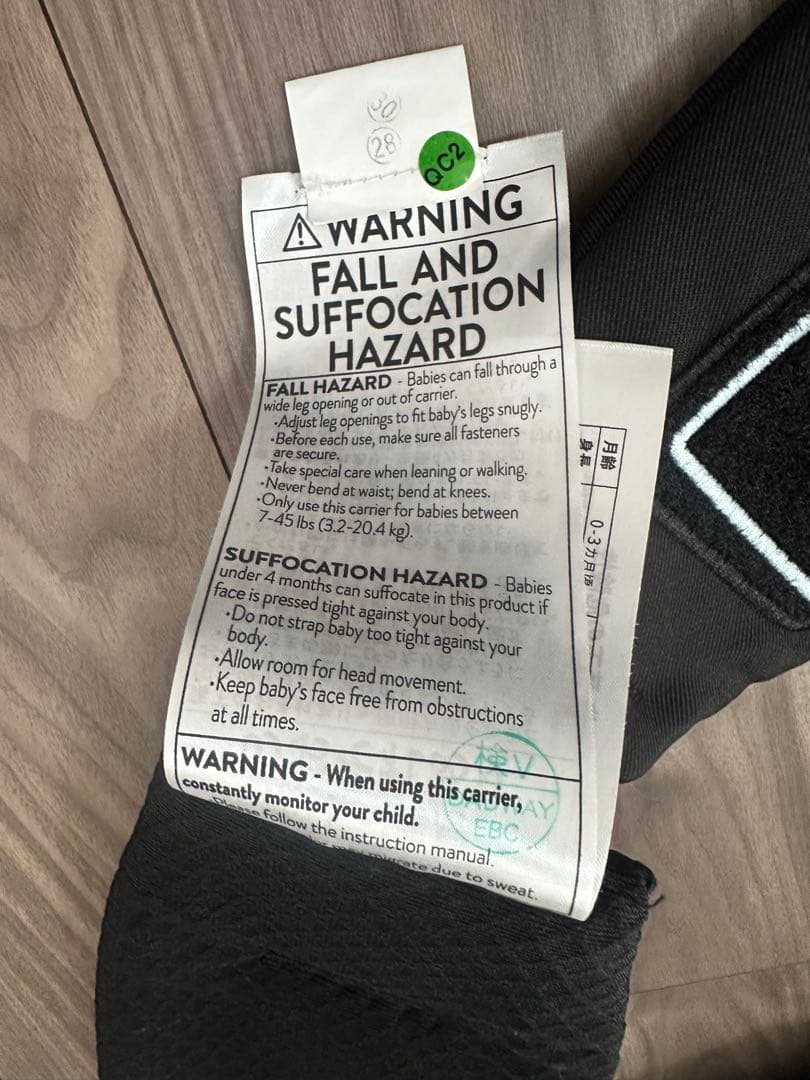 30
28
QC2
WARNING
FALL AND
SUFFOCATION
HAZARD
FALL HAZARD - Babies can fall through a
wide leg opening or out of carrier.
•Adjust leg openings to fit baby's legs snugly.
•Before each use, make sure all fasteners
are secure.
•Take special care when leaning or walking.
•Never bend at waist; bend at knees.
•Only use this carrier for babies between
7-45 lbs (3.2-20.4 kg).
SUFFOCATION HAZARD - Babies
under 4 months can suffocate in this product if
face is pressed tight against your body.
•Do not strap baby too tight against your
body.
•Allow room for head movement.
•Keep baby's face free from obstructions
at all times.
WARNING - When using this carrier,
constantly monitor your child.
Please follow the instruction manual.
migrate due to sweat.
検V
DADWAY
EBC
月齢
0-3カ月頃
身長